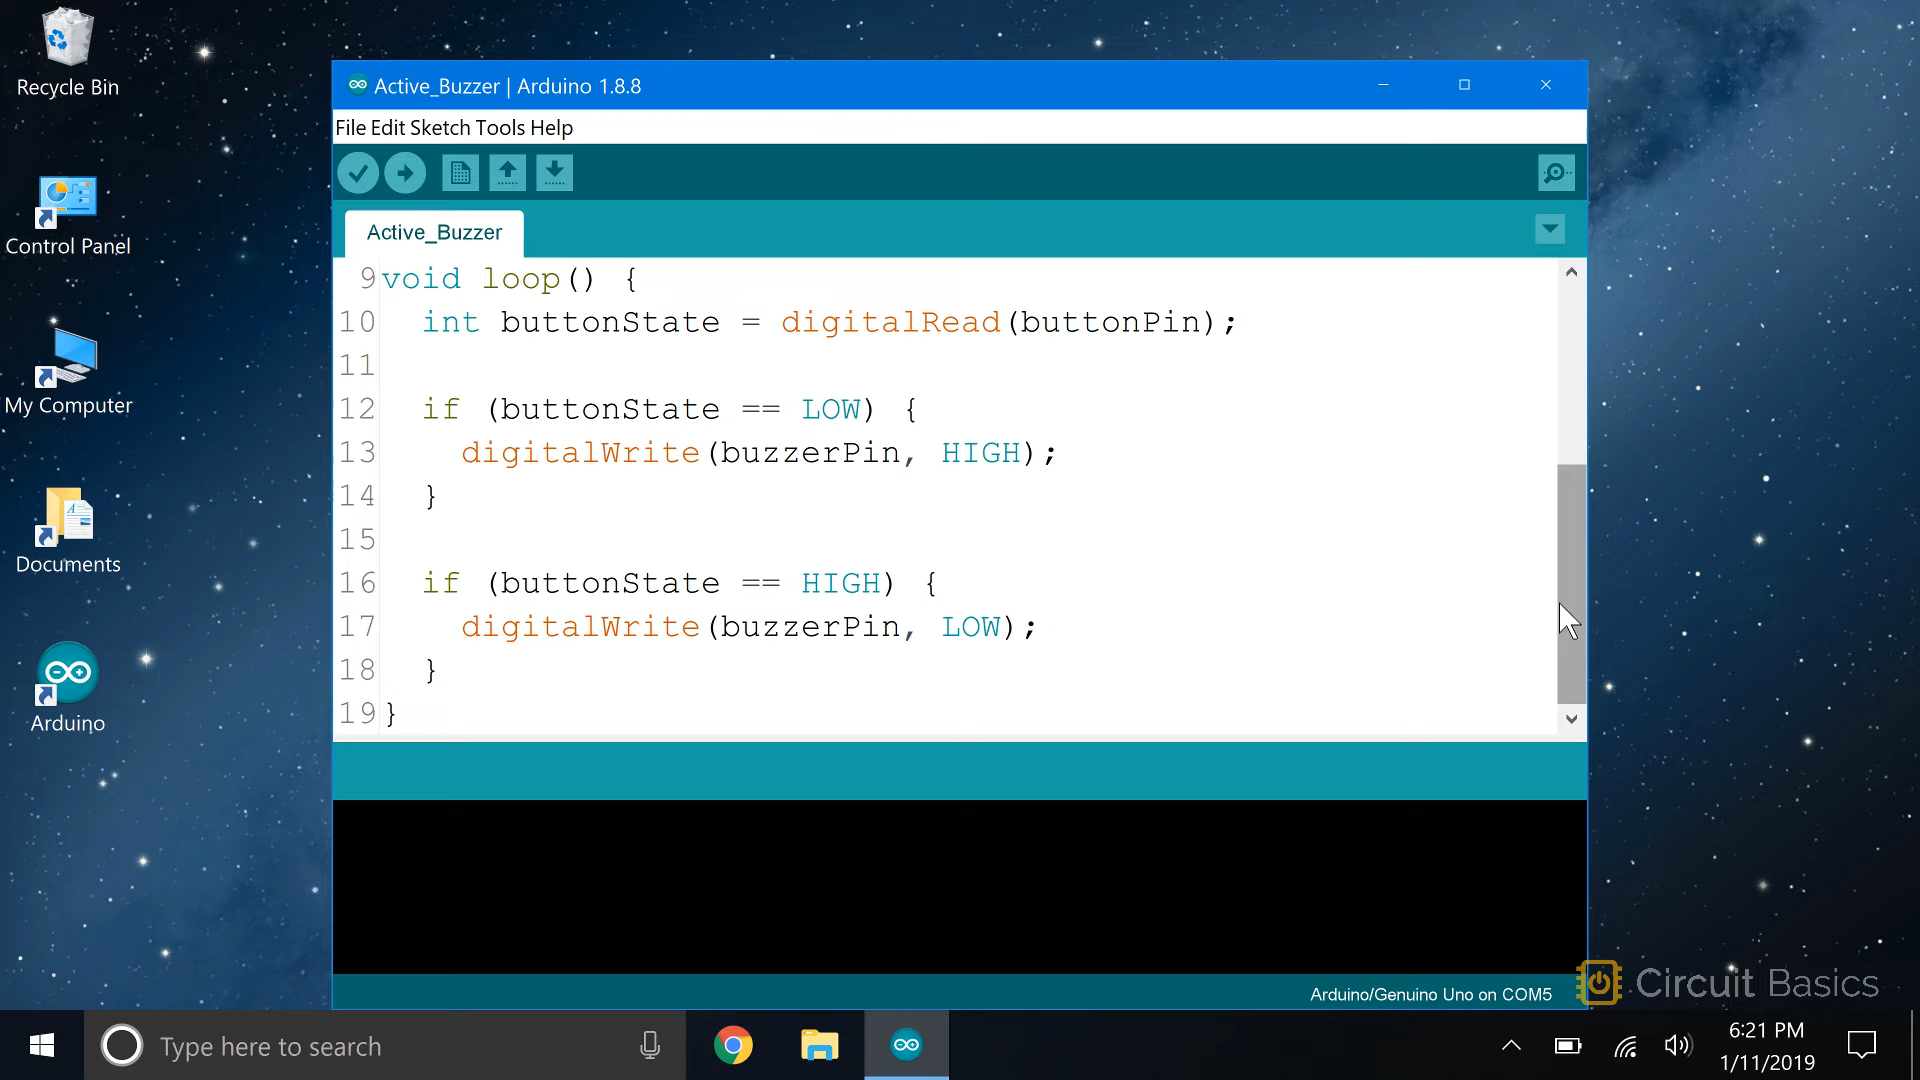 Recycle Bin
Control Panel
My Computer
Documents
Arduino
Active_Buzzer | Arduino 1.8.8
File Edit Sketch Tools Help
Active_Buzzer
9 void loop() {
10 int buttonState = digitalRead(buttonPin);
11
12 if (buttonState == LOW) {
13 digitalWrite(buzzerPin, HIGH);
14 }
15
16 if (buttonState == HIGH) {
17 digitalWrite(buzzerPin, LOW);
18 }
19 }
Arduino/Genuino Uno on COM5
Circuit Basics
Type here to search
6:21 PM
1/11/2019